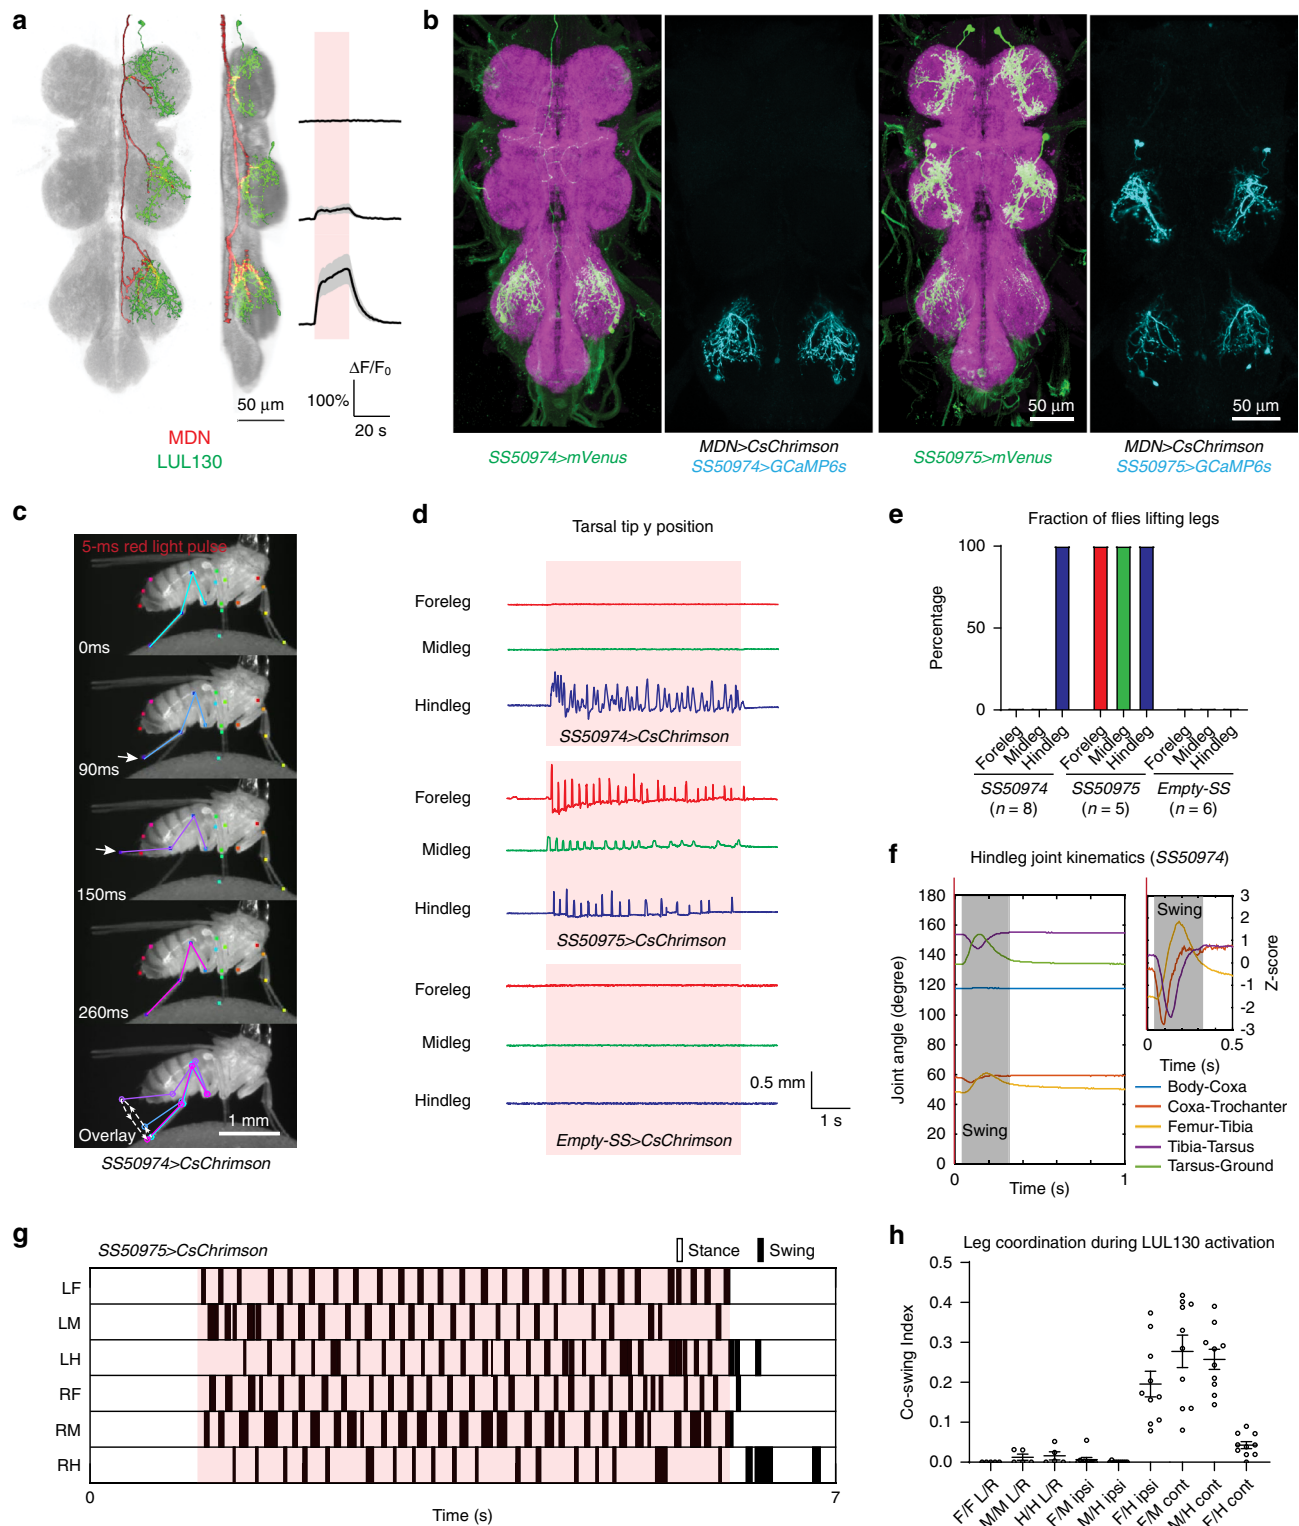 a
ΔF/F0
100%
20 s
50 µm
MDN
LUL130
b
50 µm
50 µm
SS50974>mVenus
MDN>CsChrimson
SS50974>GCaMP6s
SS50975>mVenus
MDN>CsChrimson
SS50975>GCaMP6s
c
5-ms red light pulse
0ms
90ms
150ms
260ms
Overlay
1 mm
SS50974>CsChrimson
d
Tarsal tip y position
Foreleg
Midleg
Hindleg
SS50974>CsChrimson
Foreleg
Midleg
Hindleg
SS50975>CsChrimson
Foreleg
Midleg
Hindleg
0.5 mm
1 s
Empty-SS>CsChrimson
e
Fraction of flies lifting legs
Percentage
100
50
0
Foreleg
Midleg
Hindleg
Foreleg
Midleg
Hindleg
Foreleg
Midleg
Hindleg
SS50974
(n = 8)
SS50975
(n = 5)
Empty-SS
(n = 6)
f
Hindleg joint kinematics (SS50974)
Joint angle (degree)
180
160
140
120
100
80
60
40
20
0
Swing
0
1
Time (s)
Swing
3
2
1
0
-1
-2
-3
Z-score
0
0.5
Time (s)
Body-Coxa
Coxa-Trochanter
Femur-Tibia
Tibia-Tarsus
Tarsus-Ground
g
SS50975>CsChrimson
Stance
Swing
LF
LM
LH
RF
RM
RH
0
7
Time (s)
h
Leg coordination during LUL130 activation
Co-swing Index
0.5
0.4
0.3
0.2
0.1
0.0
F/F L/R
M/M L/R
H/H L/R
F/M ipsi
M/H ipsi
F/H ipsi
F/M cont
M/H cont
F/H cont